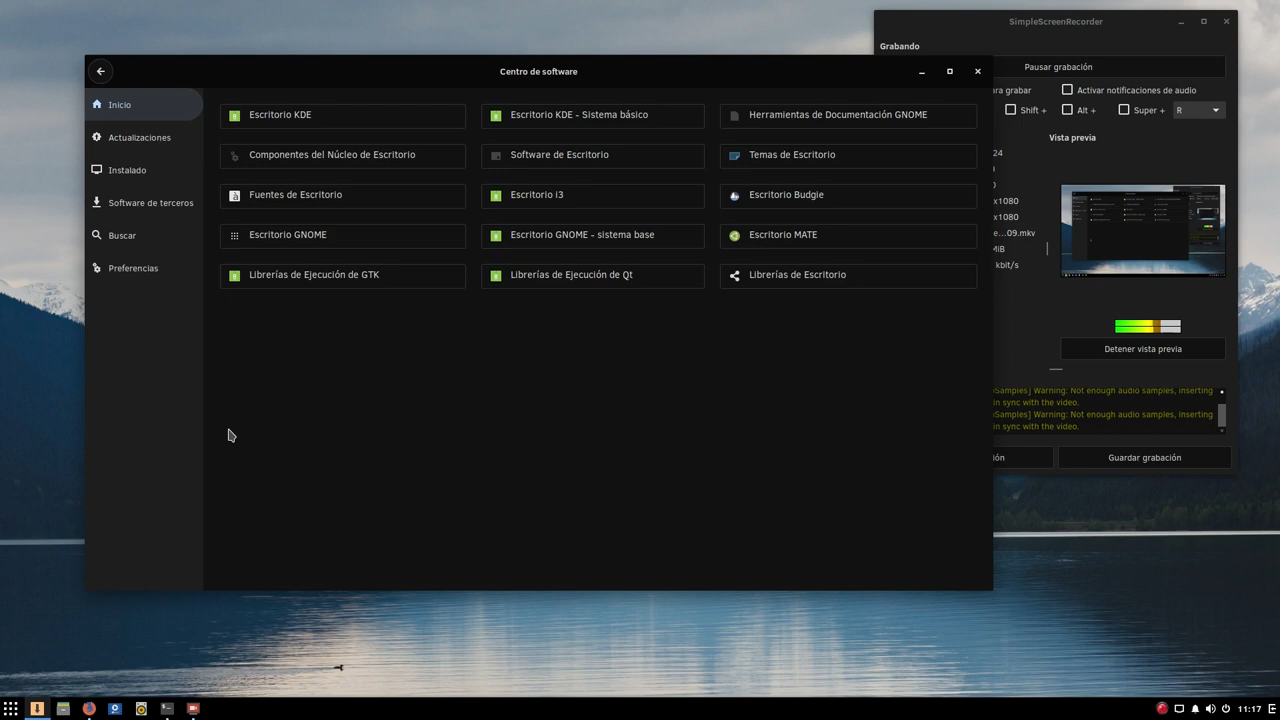 SimpleScreenRecorder
Grabando
Pausar grabación
ara grabar
Activar notificaciones de audio
Shift +
Alt +
Super +
R
Vista previa
24
x1080
x1080
e...09.mkv
MiB
kbit/s
Detener vista previa
Samples] Warning: Not enough audio samples, inserting
in sync with the video.
Samples] Warning: Not enough audio samples, inserting
in sync with the video.
ión
Guardar grabación
Centro de software
Inicio
Actualizaciones
Instalado
Software de terceros
Buscar
Preferencias
Escritorio KDE
Escritorio KDE - Sistema básico
Herramientas de Documentación GNOME
Componentes del Núcleo de Escritorio
Software de Escritorio
Temas de Escritorio
Fuentes de Escritorio
Escritorio i3
Escritorio Budgie
Escritorio GNOME
Escritorio GNOME - sistema base
Escritorio MATE
Librerías de Ejecución de GTK
Librerías de Ejecución de Qt
Librerías de Escritorio
11:17